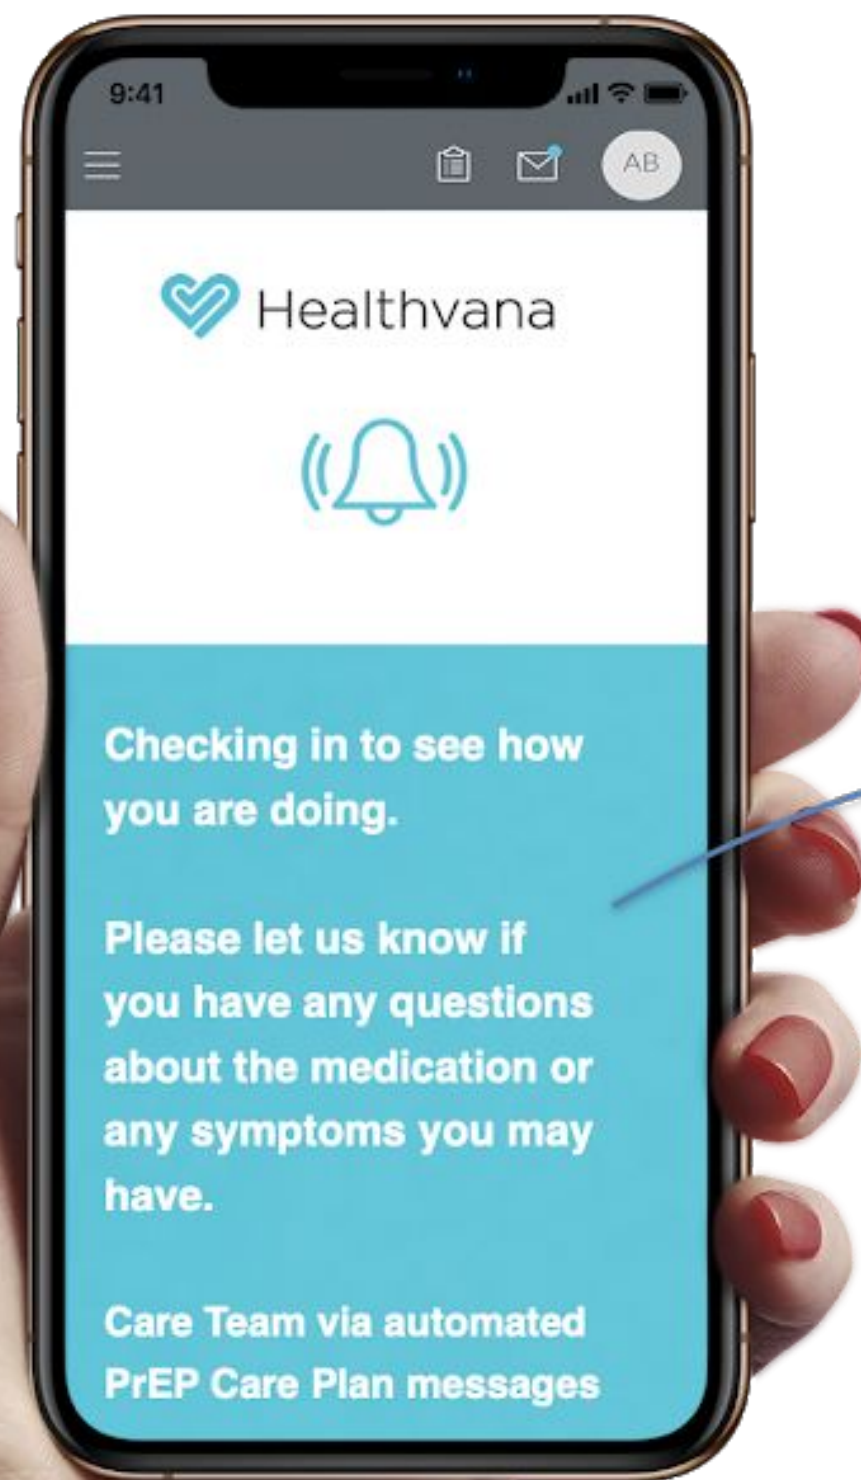 9:41
AB
Healthvana
Checking in to see how
you are doing.
Please let us know if
you have any questions
about the medication or
any symptoms you may
have.
Care Team via automated
PrEP Care Plan messages